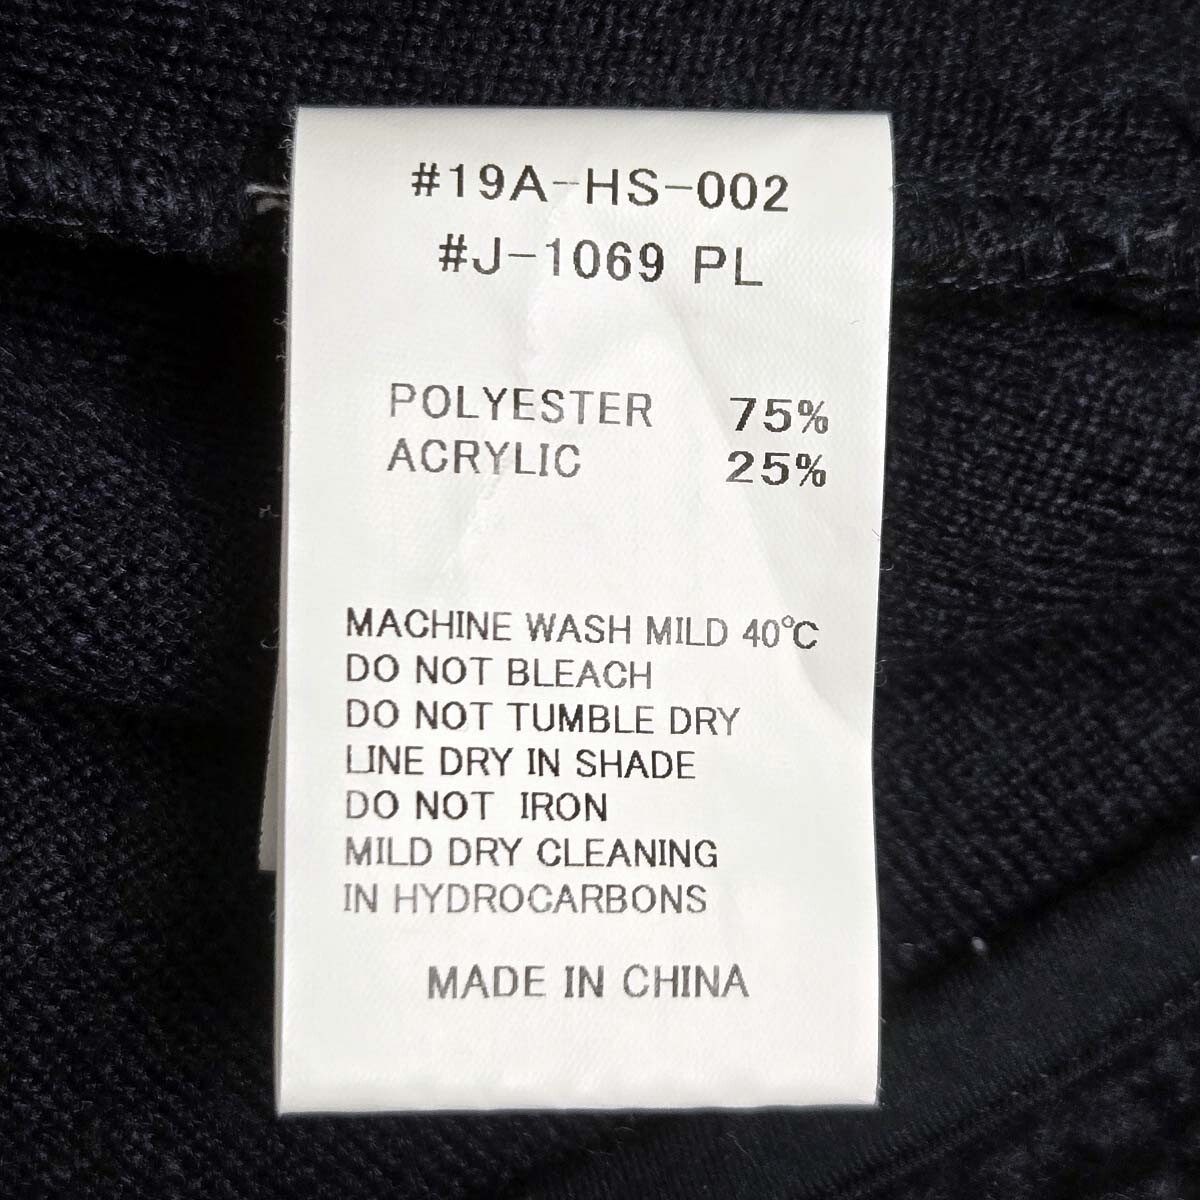 #19A-HS-002
#J-1069 PL
POLYESTER 75%
ACRYLIC 25%
MACHINE WASH MILD 40℃
DO NOT BLEACH
DO NOT TUMBLE DRY
LINE DRY IN SHADE
DO NOT IRON
MILD DRY CLEANING
IN HYDROCARBONS
MADE IN CHINA